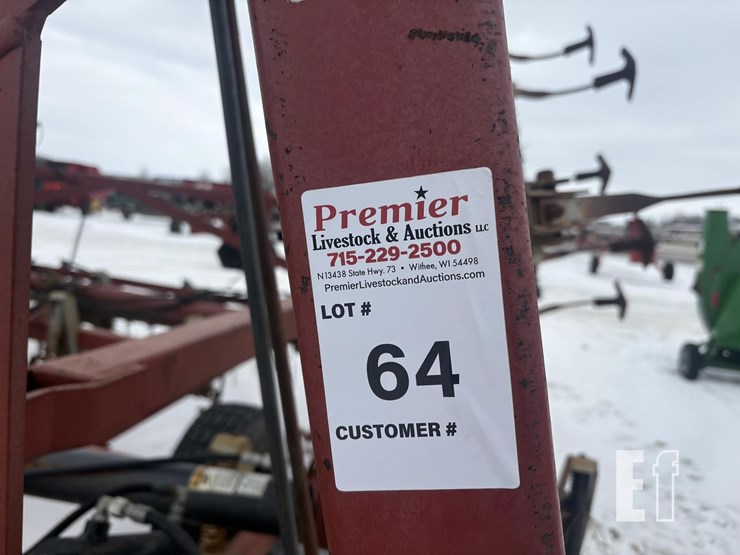 Premier
Livestock & Auctions LLC
715-229-2500
N13438 State Hwy. 73 • Withee, WI 54498
PremierLivestockandAuctions.com
LOT #
64
CUSTOMER #
Ef